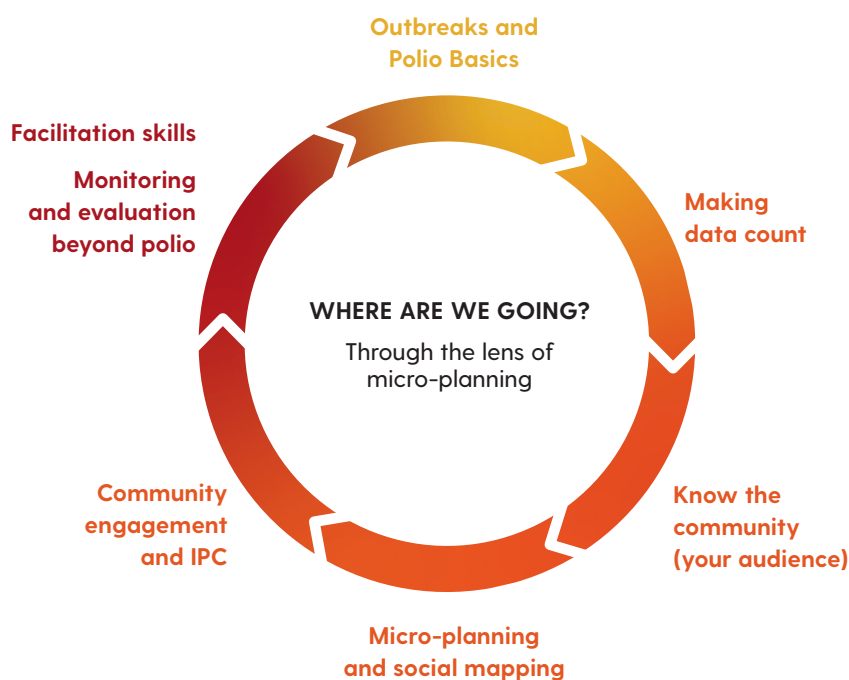 Outbreaks and
Polio Basics
Making
data count
Know the
community
(your audience)
Micro-planning
and social mapping
Community
engagement
and IPC
Facilitation skills
Monitoring
and evaluation
beyond polio
WHERE ARE WE GOING?
Through the lens of
micro-planning